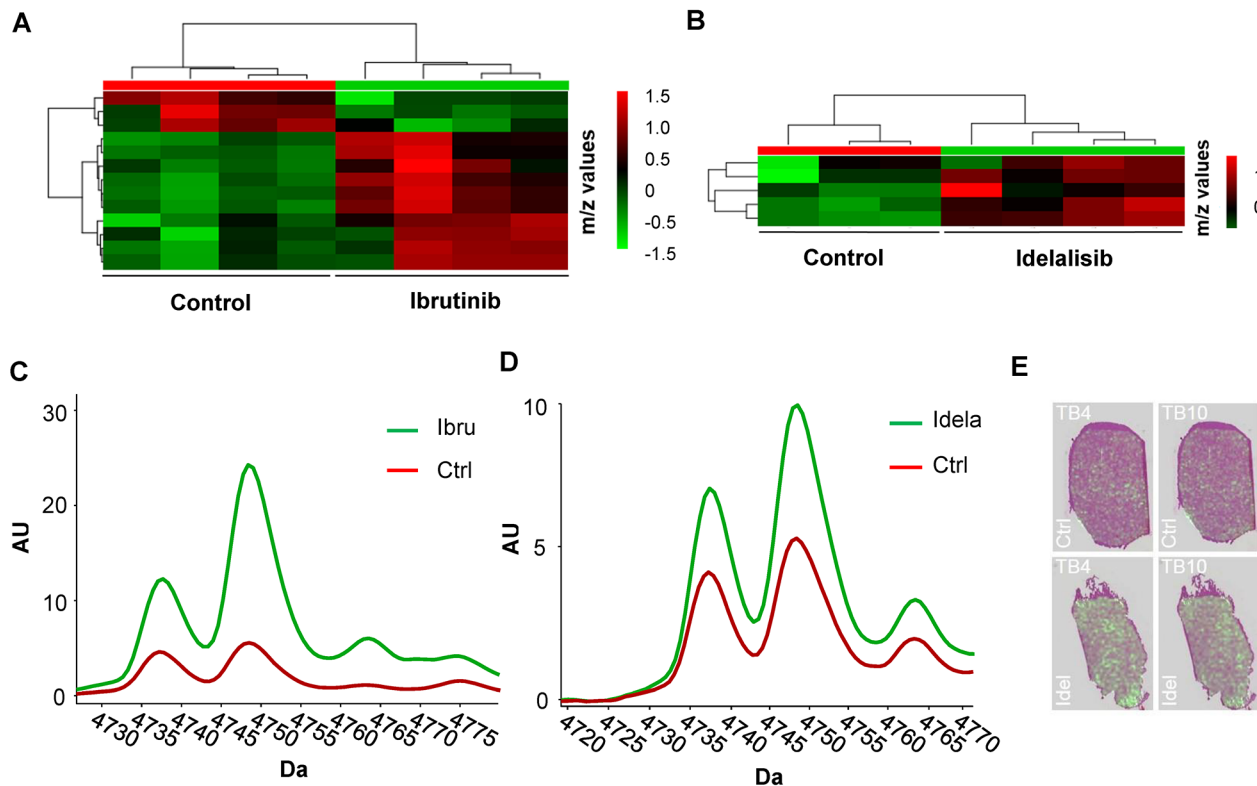 A
1.5
1.0
0.5
0
-0.5
-1.5
m/z values
Control
Ibrutinib
B
m/z values
Control
Idelalisib
C
30
20
10
0
AU
Ibru
Ctrl
4730
4735
4740
4745
4750
4755
4760
4765
4770
4775
Da
D
10
5
0
AU
Idela
Ctrl
4720
4725
4730
4735
4740
4745
4750
4755
4760
4765
4770
Da
E
TB4
TB10
Ctrl
Ctrl
TB4
TB10
Idel
Idel